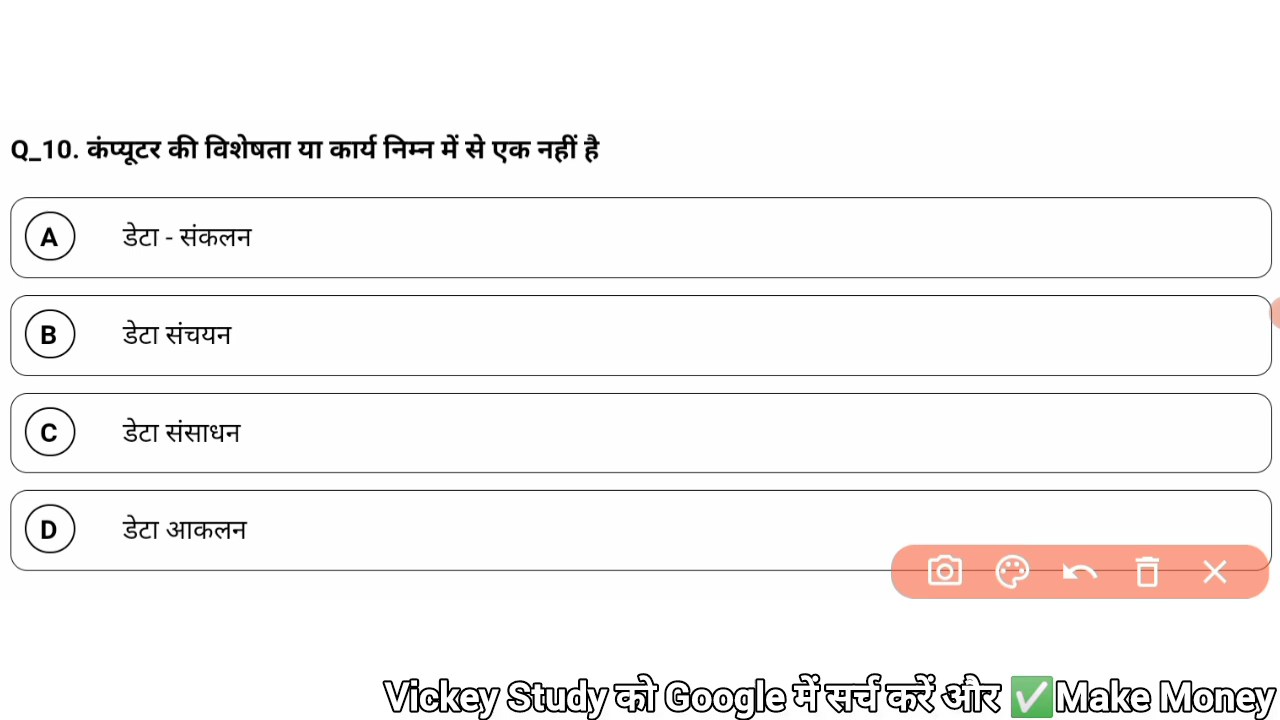 Q_10. कंप्यूटर की विशेषता या कार्य निम्न में से एक नहीं है
A डेटा - संकलन
B डेटा संचयन
C डेटा संसाधन
D डेटा आकलन
Vickey Study को Google में सर्च करें और ✅Make Money